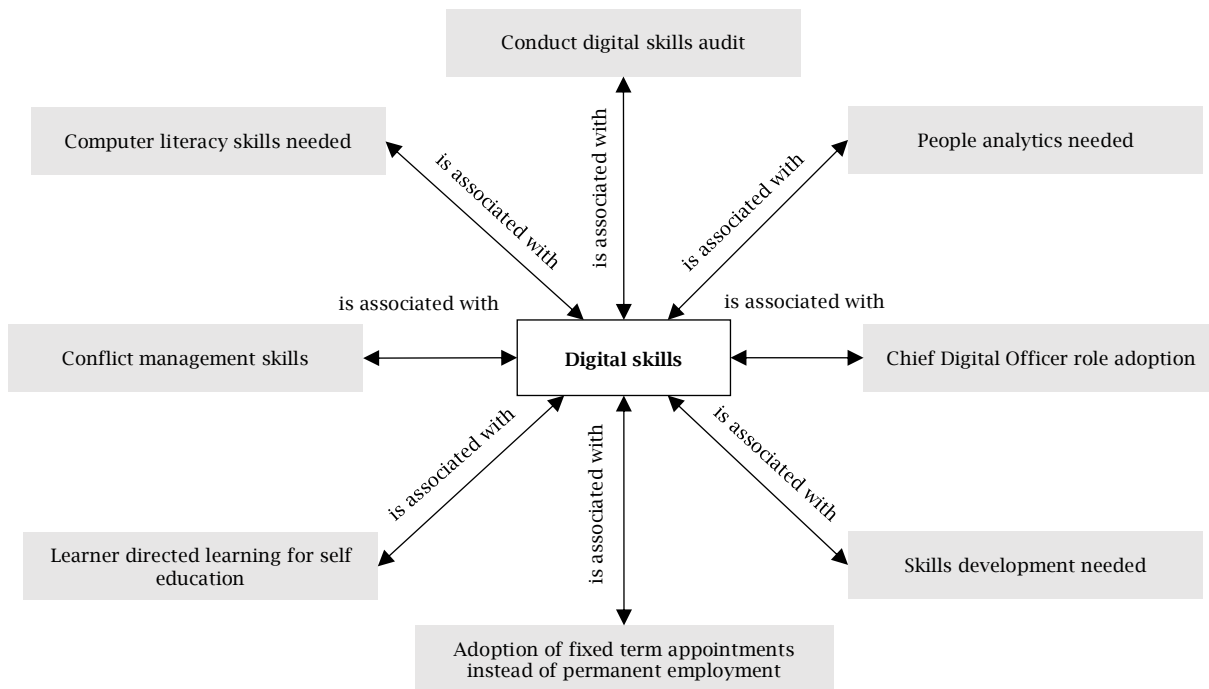 Conduct digital skills audit
Computer literacy skills needed
People analytics needed
is associated with
is associated with
is associated with
is associated with
is associated with
Conflict management skills
Digital skills
Chief Digital Officer role adoption
is associated with
is associated with
is associated with
Learner directed learning for self
education
Skills development needed
Adoption of fixed term appointments
instead of permanent employment